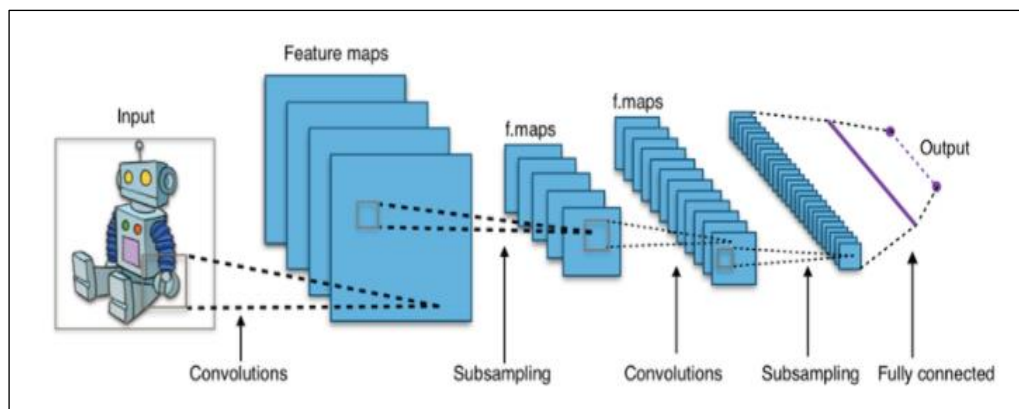 Feature maps
Input
f.maps
f.maps
Output
Convolutions
Subsampling
Convolutions
Subsampling
Fully connected